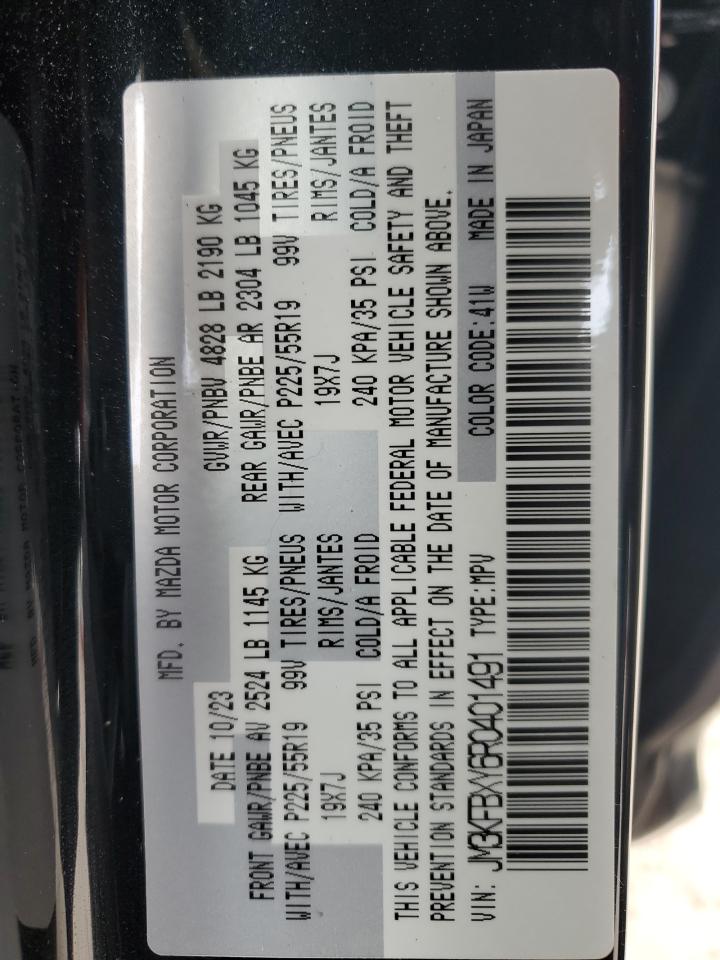 MFD. BY MAZDA MOTOR CORPORATION
DATE 10/23 GVWR/PNBV 4828 LB 2190 KG
FRONT GAWR/PNBE AV 2524 LB 1145 KG REAR GAWR/PNBE AR 2304 LB 1045 KG
WITH/AVEC P225/55R19 99V TIRES/PNEUS WITH/AVEC P225/55R19 99V TIRES/PNEUS
19X7J RIMS/JANTES 19X7J RIMS/JANTES
240 KPA/35 PSI COLD/A FROID 240 KPA/35 PSI COLD/A FROID
THIS VEHICLE CONFORMS TO ALL APPLICABLE FEDERAL MOTOR VEHICLE SAFETY AND THEFT
PREVENTION STANDARDS IN EFFECT ON THE DATE OF MANUFACTURE SHOWN ABOVE.
COLOR CODE:41W MADE IN JAPAN
VIN: JM3KFBXY6R0401491 TYPE:MPV